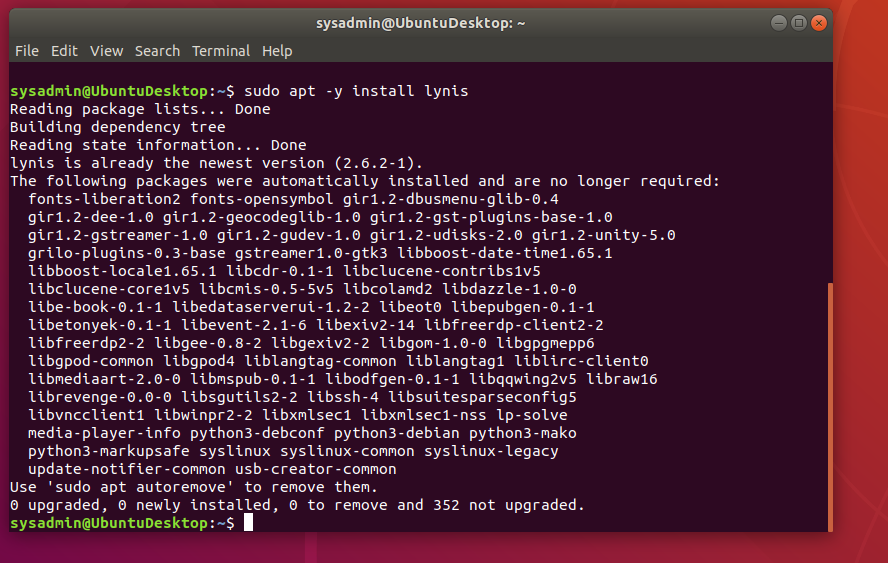 sysadmin@UbuntuDesktop: ~
File Edit View Search Terminal Help
sysadmin@UbuntuDesktop:~$ sudo apt -y install lynis
Reading package lists... Done
Building dependency tree
Reading state information... Done
lynis is already the newest version (2.6.2-1).
The following packages were automatically installed and are no longer required:
  fonts-liberation2 fonts-opensymbol gir1.2-dbusmenu-glib-0.4
  gir1.2-dee-1.0 gir1.2-geocodeglib-1.0 gir1.2-gst-plugins-base-1.0
  gir1.2-gstreamer-1.0 gir1.2-gudev-1.0 gir1.2-udisks-2.0 gir1.2-unity-5.0
  grilo-plugins-0.3-base gstreamer1.0-gtk3 libboost-date-time1.65.1
  libboost-locale1.65.1 libcdr-0.1-1 libclucene-contribs1v5
  libclucene-core1v5 libcmis-0.5-5v5 libcolamd2 libdazzle-1.0-0
  libe-book-0.1-1 libedataserverui-1.2-2 libeot0 libepubgen-0.1-1
  libetonyek-0.1-1 libevent-2.1-6 libexiv2-14 libfreerdp-client2-2
  libfreerdp2-2 libgee-0.8-2 libgexiv2-2 libgom-1.0-0 libgpgmepp6
  libgpod-common libgpod4 liblangtag-common liblangtag1 liblirc-client0
  libmediaart-2.0-0 libmspub-0.1-1 libodfgen-0.1-1 libqqwing2v5 libraw16
  librevenge-0.0-0 libsgutils2-2 libssh-4 libsuitesparseconfig5
  libvncclient1 libwinpr2-2 libxmlsec1 libxmlsec1-nss lp-solve
  media-player-info python3-debconf python3-debian python3-mako
  python3-markupsafe syslinux syslinux-common syslinux-legacy
  update-notifier-common usb-creator-common
Use 'sudo apt autoremove' to remove them.
0 upgraded, 0 newly installed, 0 to remove and 352 not upgraded.
sysadmin@UbuntuDesktop:~$